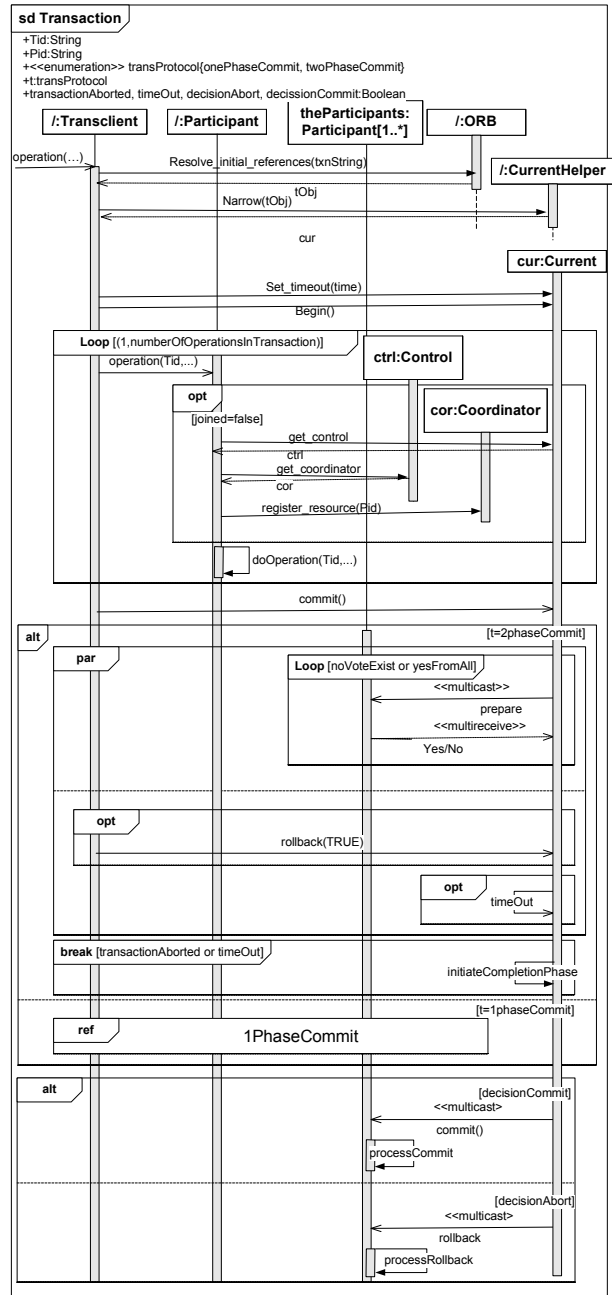 sd Transaction
+Tid:String
+Pid:String
+<<enumeration>> transProtocol{onePhaseCommit, twoPhaseCommit}
+t:transProtocol
+transactionAborted, timeOut, decisionAbort, decissionCommit:Boolean
/:Transclient
/:Participant
theParticipants:
Participant[1..*]
/:ORB
operation(...)
Resolve_initial_references(txnString)
/:CurrentHelper
tObj
Narrow(tObj)
cur
cur:Current
Set_timeout(time)
Begin()
Loop [(1,numberOfOperationsInTransaction)]
operation(Tid,...)
ctrl:Control
opt
cor:Coordinator
[joined=false]
get_control
ctrl
get_coordinator
cor
register_resource(Pid)
doOperation(Tid,...)
commit()
alt
[t=2phaseCommit]
par
Loop [noVoteExist or yesFromAll]
<<multicast>>
prepare
<<multireceive>>
Yes/No
opt
rollback(TRUE)
opt
timeOut
break [transactionAborted or timeOut]
initiateCompletionPhase
[t=1phaseCommit]
ref
1PhaseCommit
alt
[decisionCommit]
<<multicast>
commit()
processCommit
[decisionAbort]
<<multicast>
rollback
processRollback